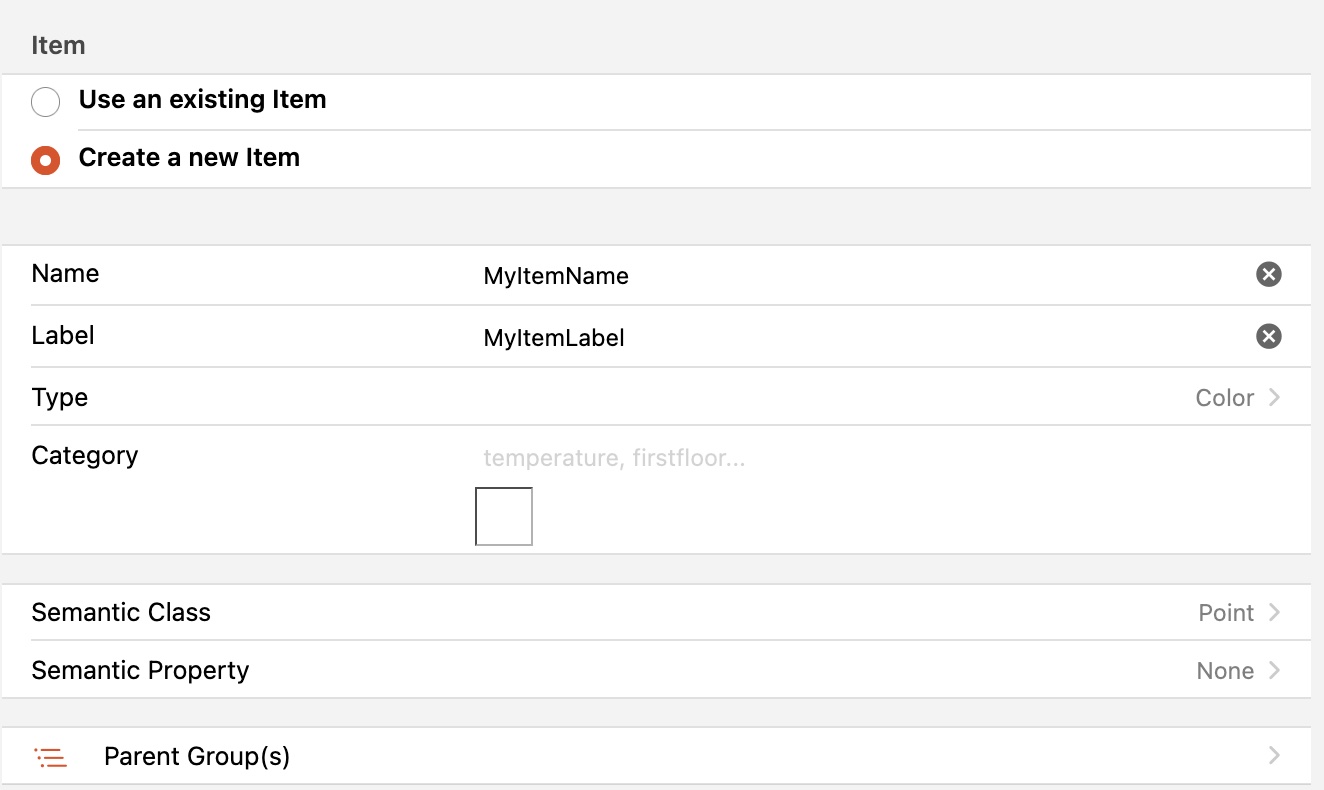 Item
Use an existing Item
Create a new Item
Name MyItemName
Label MyItemLabel
Type Color
Category temperature, firstfloor...
Semantic Class Point
Semantic Property None
Parent Group(s)